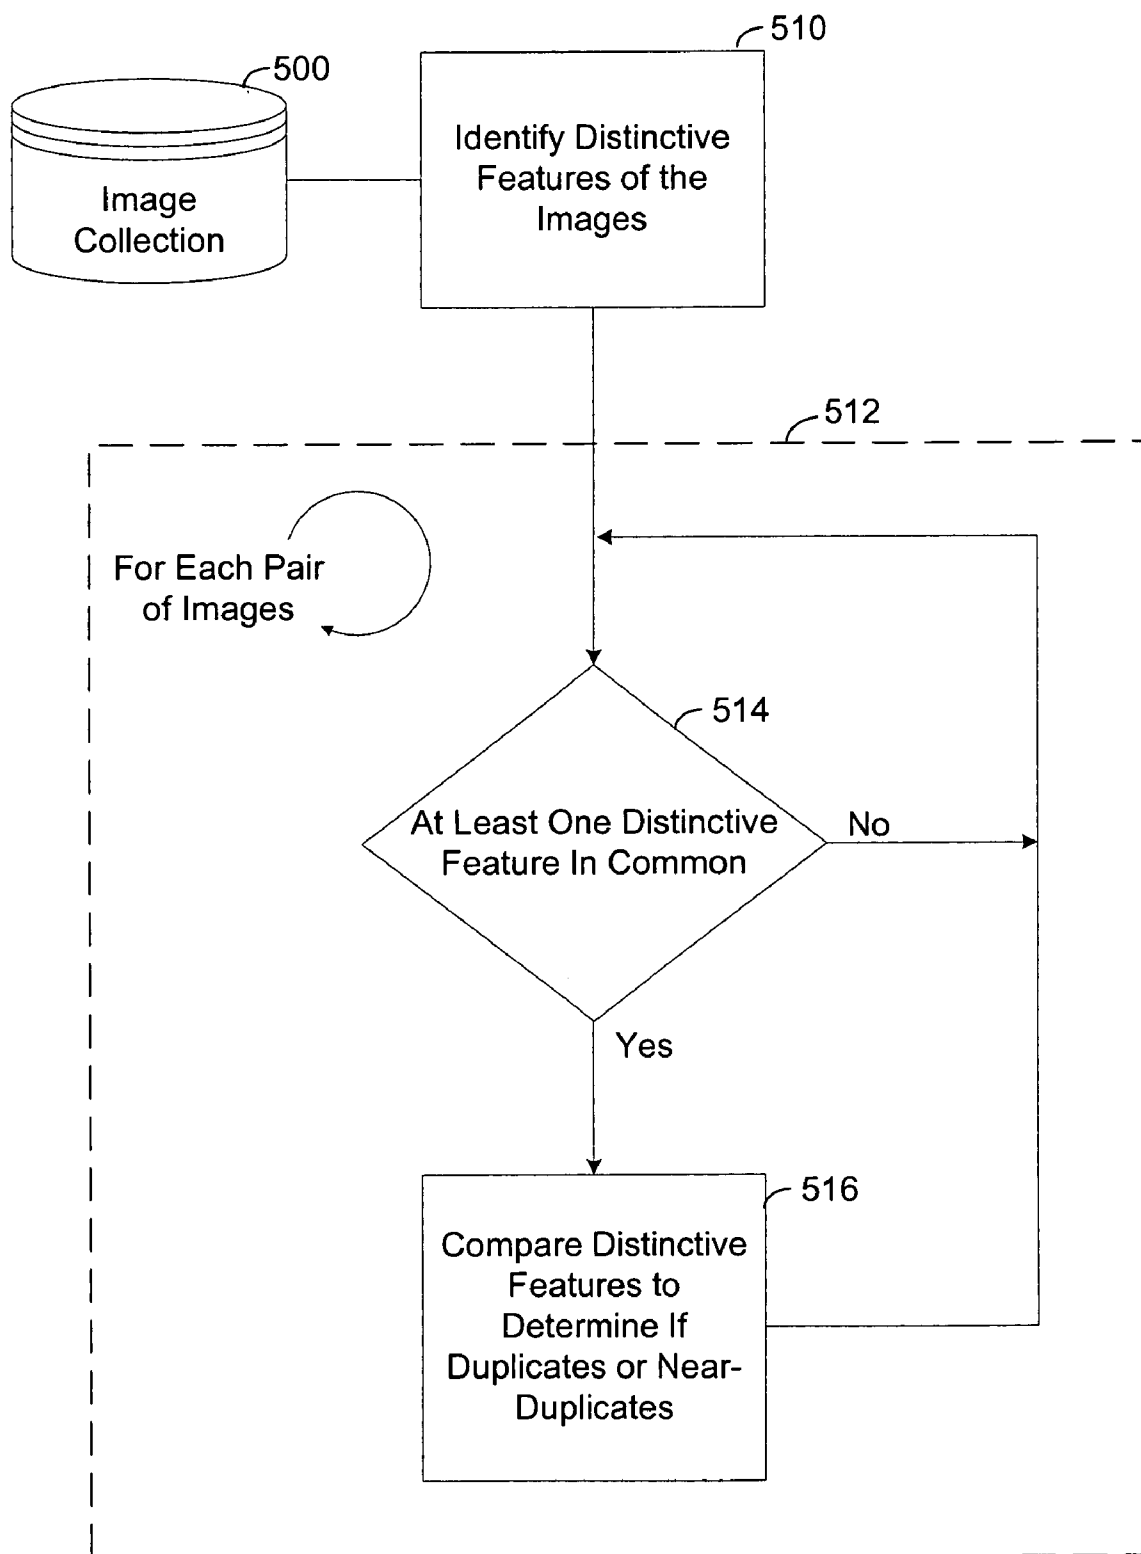 510
500
Identify Distinctive
Features of the
Images
Image
Collection
512
For Each Pair
of Images
514
At Least One Distinctive
Feature In Common
No
Yes
516
Compare Distinctive
Features to
Determine If
Duplicates or Near-
Duplicates